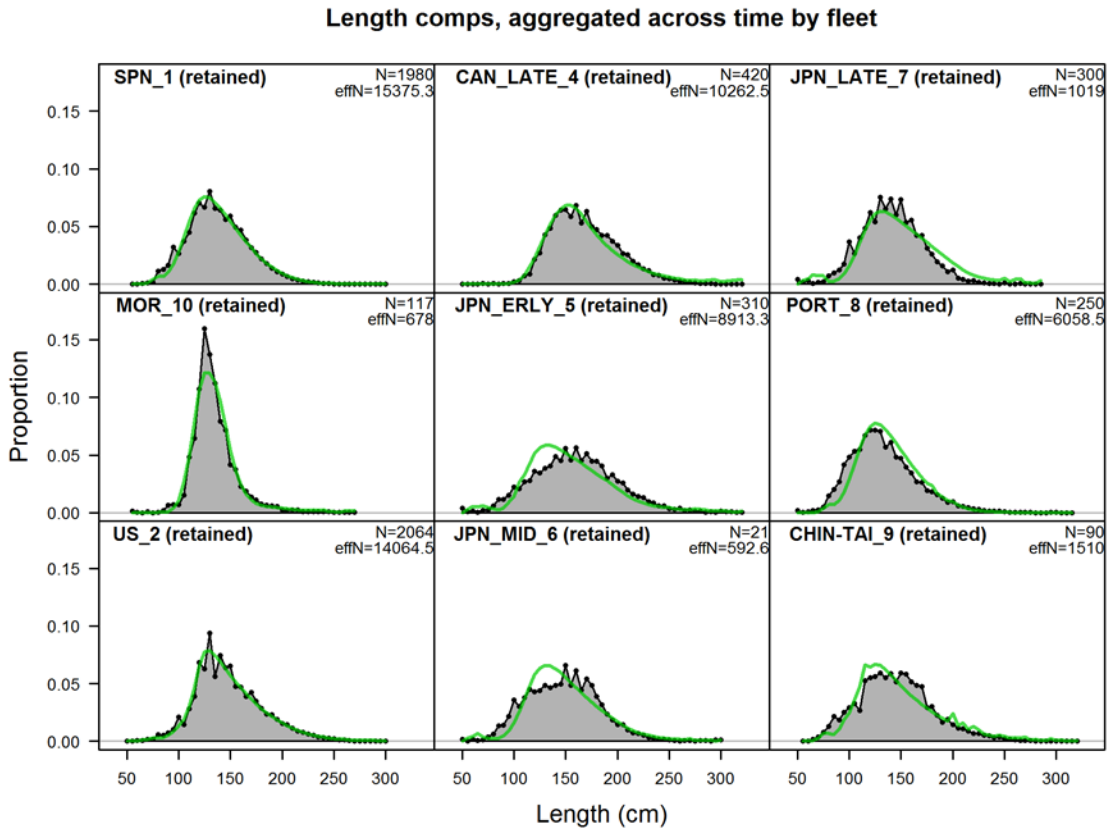 Length comps, aggregated across time by fleet
SPN_1 (retained)
N=1980
effN=15375.3
CAN_LATE_4 (retained)
N=420
effN=10262.5
JPN_LATE_7 (retained)
N=300
effN=1019
0.15
0.10
0.05
0.00
MOR_10 (retained)
N=117
effN=678
JPN_ERLY_5 (retained)
N=310
effN=8913.3
PORT_8 (retained)
N=250
effN=6058.5
0.15
0.10
0.05
0.00
Proportion
US_2 (retained)
N=2064
effN=14064.5
JPN_MID_6 (retained)
N=21
effN=592.6
CHIN-TAI_9 (retained)
N=90
effN=1510
0.15
0.10
0.05
0.00
50 100 150 200 250 300 50 100 150 200 250 300 50 100 150 200 250 300
Length (cm)